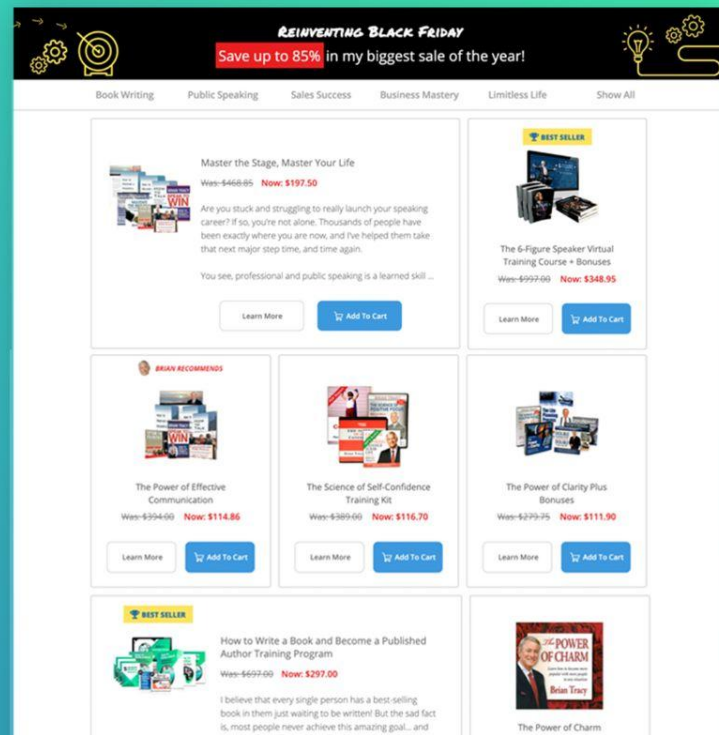 REINVENTING BLACK FRIDAY
Save up to 85% in my biggest sale of the year!
Book Writing
Public Speaking
Sales Success
Business Mastery
Limitless Life
Show All
Master the Stage, Master Your Life
Was: $468.85 Now: $197.50
Are you stuck and struggling to really launch your speaking
career? If so, you're not alone. Thousands of people have
been exactly where you are now, and I've helped them take
that next major step time, and time again.
You see, professional and public speaking is a learned skill ...
Learn More
Add To Cart
BEST SELLER
The 6-Figure Speaker Virtual
Training Course + Bonuses
Was: $997.00 Now: $348.95
Learn More
Add To Cart
BRIAN RECOMMENDS
WIN
The Power of Effective
Communication
Was: $394.00 Now: $114.86
Learn More
Add To Cart
The Science of Self-Confidence
Training Kit
Was: $389.00 Now: $116.70
Learn More
Add To Cart
The Power of Clarity Plus
Bonuses
Was: $279.75 Now: $111.90
Learn More
Add To Cart
BEST SELLER
How to Write a Book and Become a Published
Author Training Program
Was: $697.00 Now: $297.00
I believe that every single person has a best-selling
book in them just waiting to be written! But the sad fact
is, most people never achieve this amazing goal... and
The POWER
OF CHARM
Brian Tracy
The Power of Charm